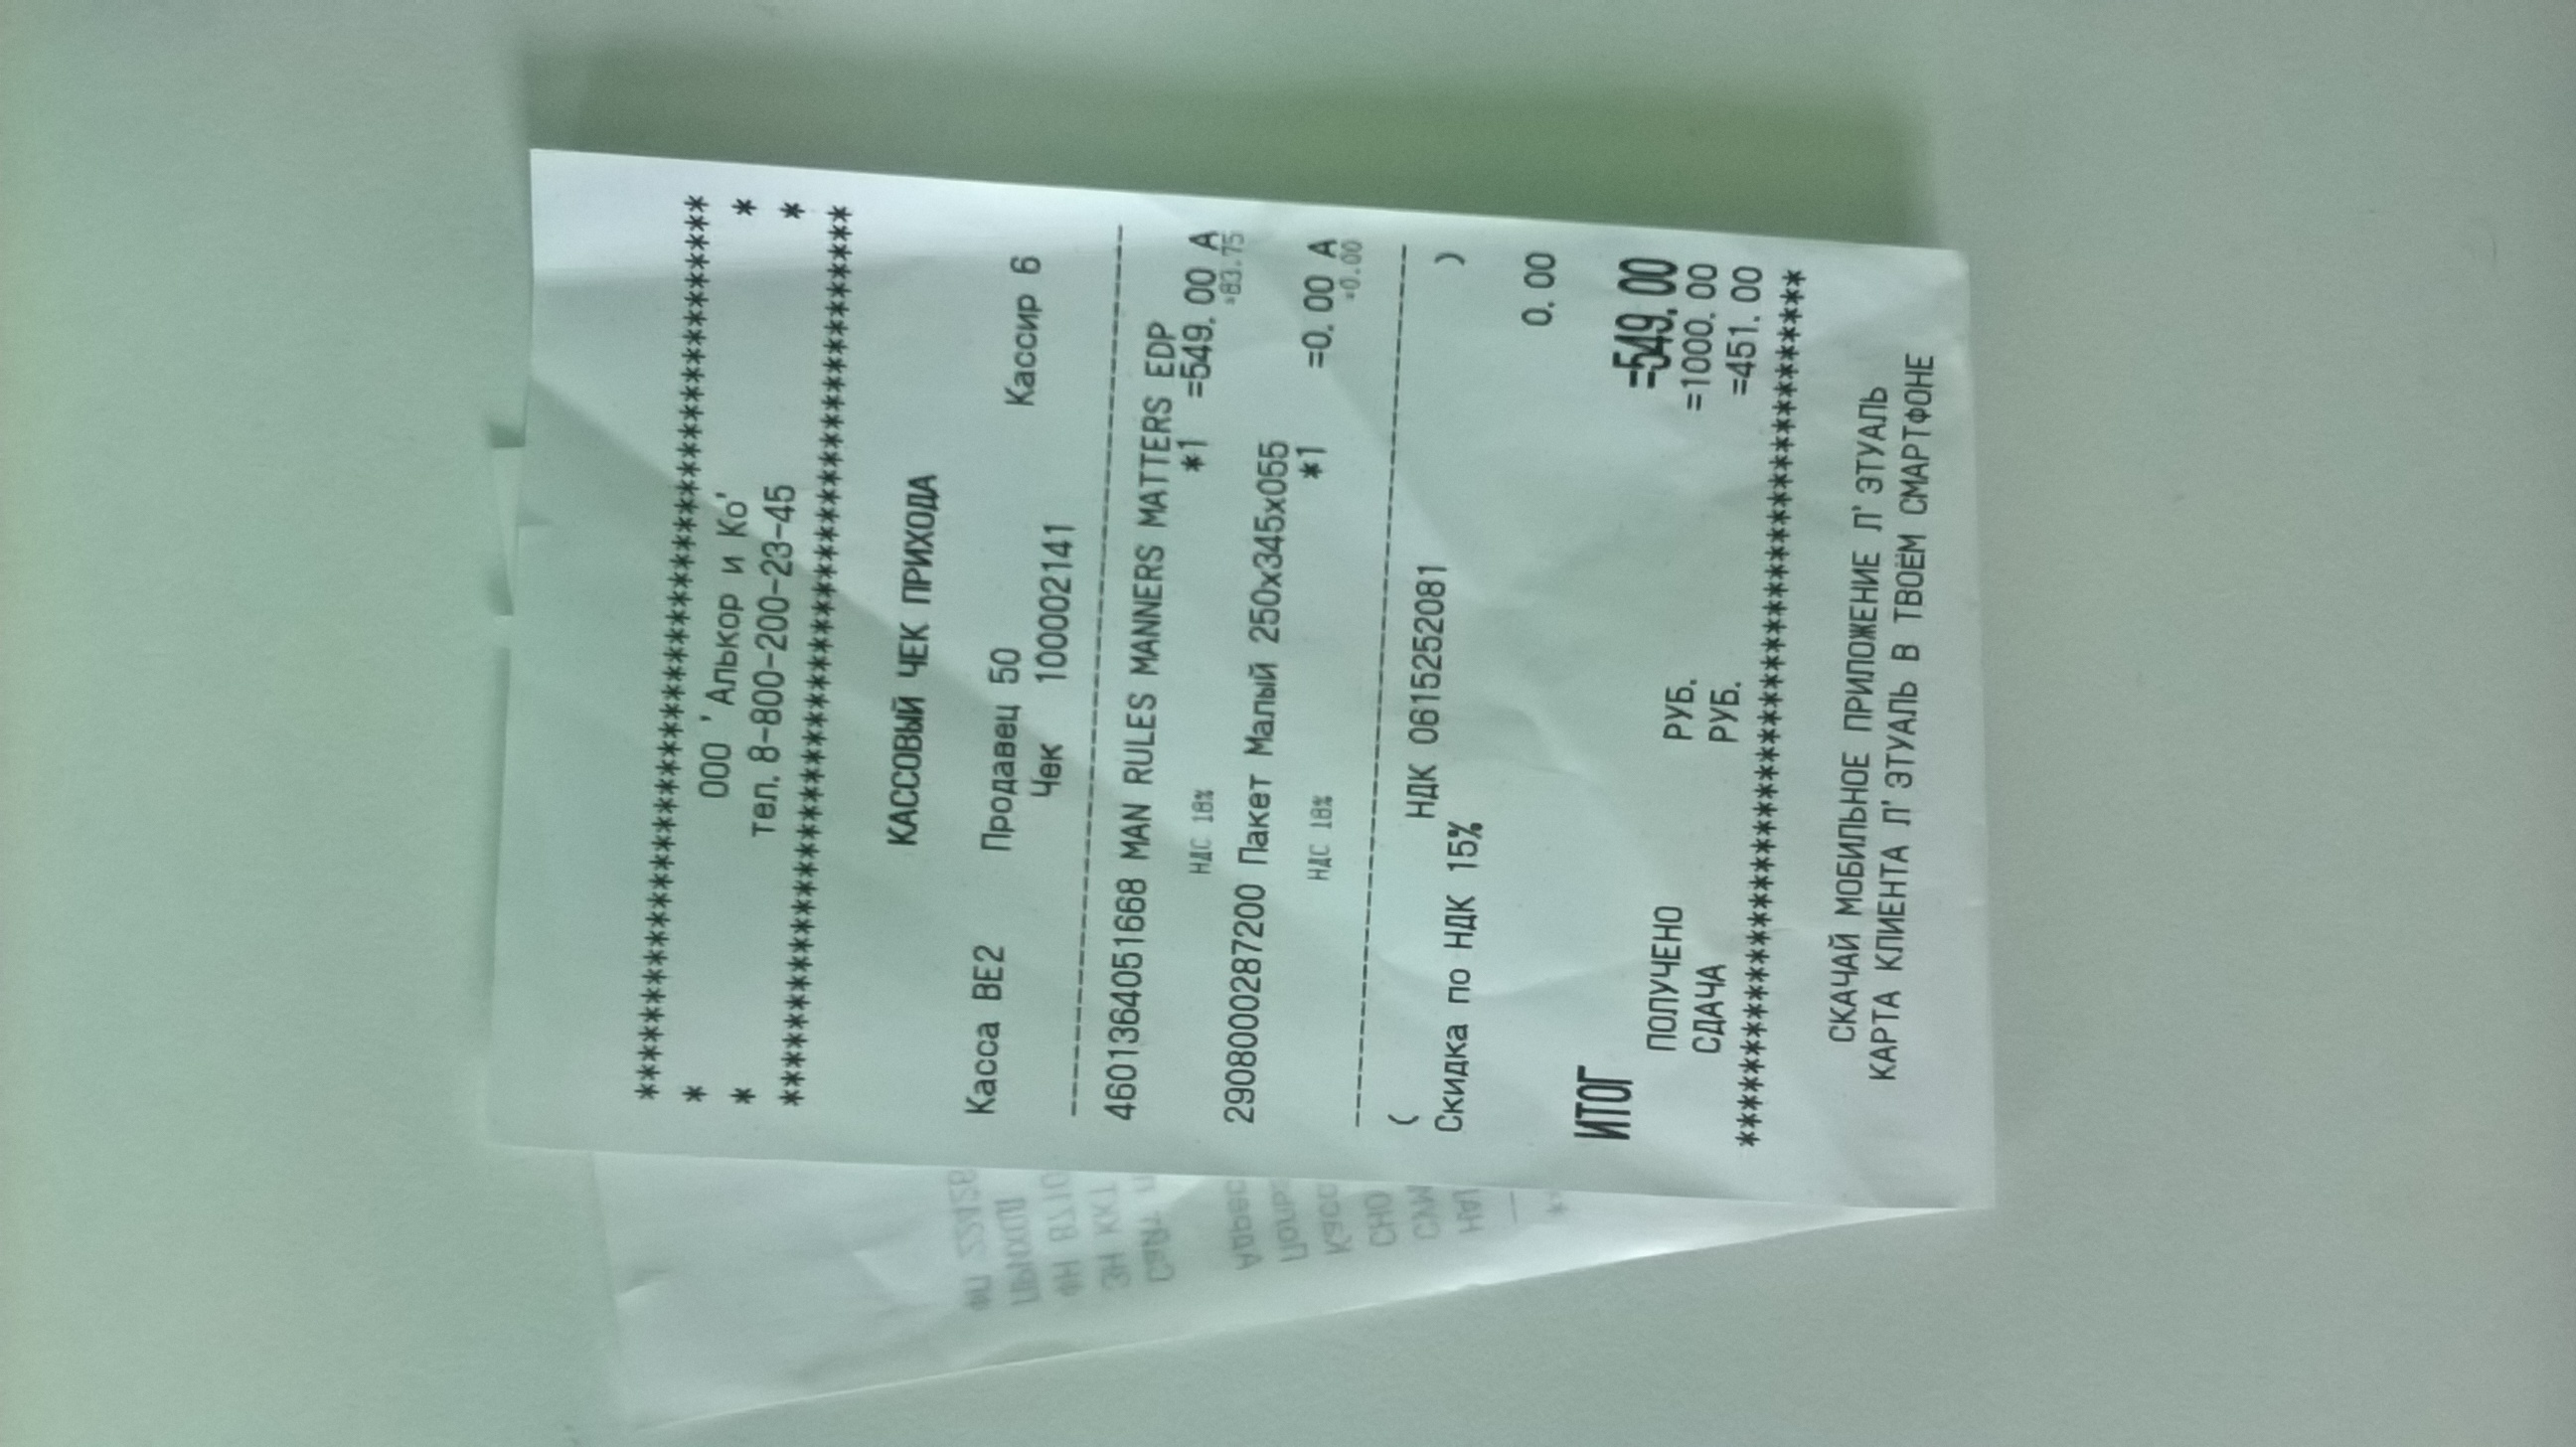 ******************************************
* ООО 'Алькор и Ко' *
* тел. 8-800-200-23-45 *
******************************************
КАССОВЫЙ ЧЕК ПРИХОДА
Касса BE2 Продавец 50 Кассир 6
Чек 100002141
------------------------------------------
4601364051668 MAN RULES MANNERS MATTERS EDP
*1 =549.00 А
НДС 18% =83.75
2908000287200 Пакет Малый 250х345х055
*1 =0.00 А
НДС 18% =0.00
------------------------------------------
( НДК 0615252081 )
Скидка по НДК 15%
0.00
ИТОГ =549.00
ПОЛУЧЕНО РУБ. =1000.00
СДАЧА РУБ. =451.00
******************************************
СКАЧАЙ МОБИЛЬНОЕ ПРИЛОЖЕНИЕ Л'ЭТУАЛЬ
КАРТА КЛИЕНТА Л'ЭТУАЛЬ В ТВОЁМ СМАРТФОНЕ